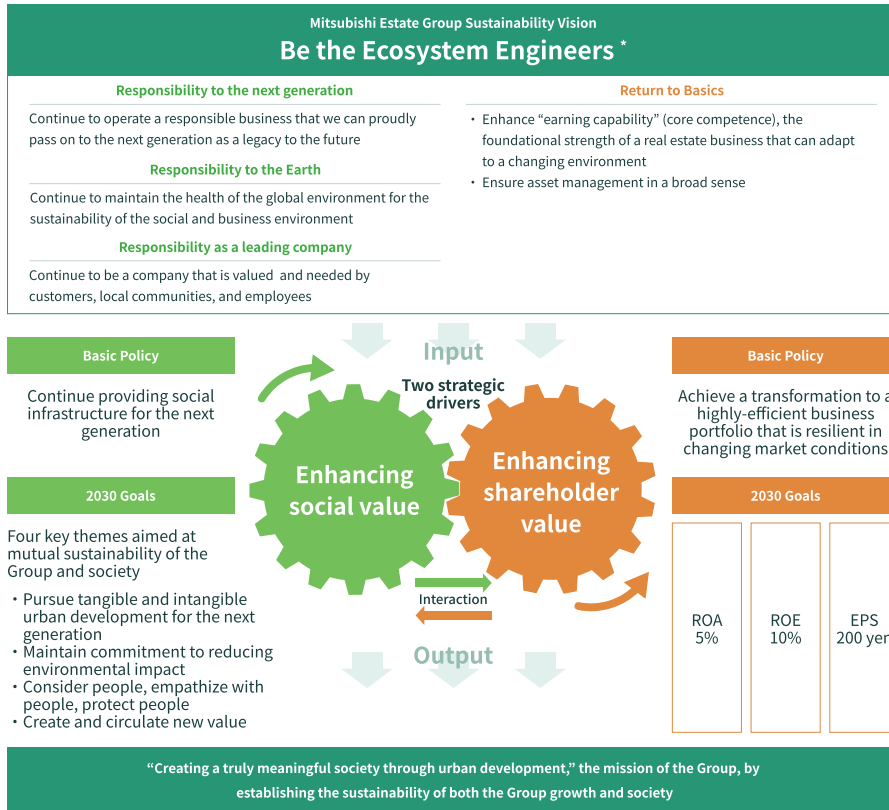 Mitsubishi Estate Group Sustainability Vision
Be the Ecosystem Engineers *
Responsibility to the next generation
Continue to operate a responsible business that we can proudly
pass on to the next generation as a legacy to the future
Responsibility to the Earth
Continue to maintain the health of the global environment for the
sustainability of the social and business environment
Responsibility as a leading company
Continue to be a company that is valued and needed by
customers, local communities, and employees
Return to Basics
・ Enhance “earning capability” (core competence), the
foundational strength of a real estate business that can adapt
to a changing environment
・ Ensure asset management in a broad sense
Basic Policy
Continue providing social
infrastructure for the next
generation
2030 Goals
Four key themes aimed at
mutual sustainability of the
Group and society
・Pursue tangible and intangible
urban development for the next
generation
・Maintain commitment to reducing
environmental impact
・Consider people, empathize with
people, protect people
・Create and circulate new value
Input
Two strategic
drivers
Enhancing
social value
Enhancing
shareholder
value
Interaction
Output
Basic Policy
Achieve a transformation to a
highly-efficient business
portfolio that is resilient in
changing market conditions
2030 Goals
ROA
5%
ROE
10%
EPS
200 yen
“Creating a truly meaningful society through urban development,” the mission of the Group, by
establishing the sustainability of both the Group growth and society